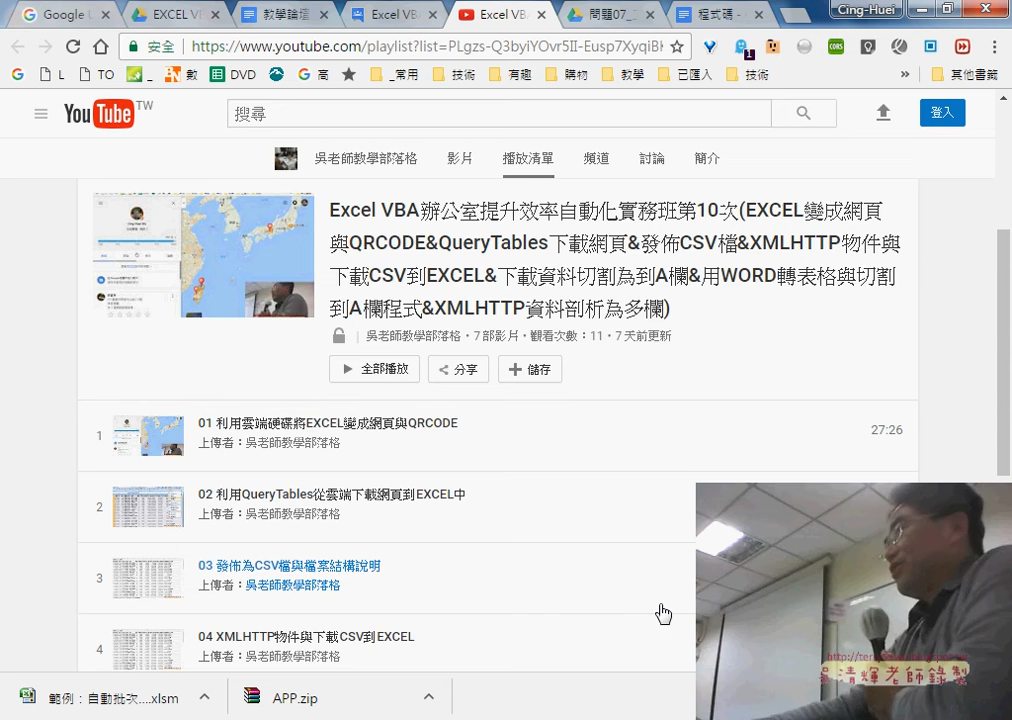 Google U
EXCEL VB
教學論壇
Excel VB
Excel VB
問題07_
程式碼 -
Cing-Huei
安全
https://www.youtube.com/playlist?list=PLgzs-Q3byiYOvr5II-Eusp7XyqiBk
CORS
1
L
TO
數
DVD
高
_常用
技術
有趣
購物
教學
已匯入
技術
»
其他書籤
YouTube TW
搜尋
登入
吳老師教學部落格
影片
播放清單
頻道
討論
簡介
Excel VBA辦公室提升效率自動化實務班第10次(EXCEL變成網頁
與QRCODE&QueryTables下載網頁&發佈CSV檔&XMLHTTP物件與
下載CSV到EXCEL&下載資料切割為到A欄&用WORD轉表格與切割
到A欄程式&XMLHTTP資料剖析為多欄)
吳老師教學部落格・7 部影片・觀看次數：11・7 天前更新
全部播放
分享
儲存
1
01 利用雲端硬碟將EXCEL變成網頁與QRCODE
上傳者：吳老師教學部落格
27:26
2
02 利用QueryTables從雲端下載網頁到EXCEL中
上傳者：吳老師教學部落格
3
03 發佈為CSV檔與檔案結構說明
上傳者：吳老師教學部落格
4
04 XMLHTTP物件與下載CSV到EXCEL
上傳者：吳老師教學部落格
吳清輝老師錄製
範例：自動批次....xlsm
APP.zip